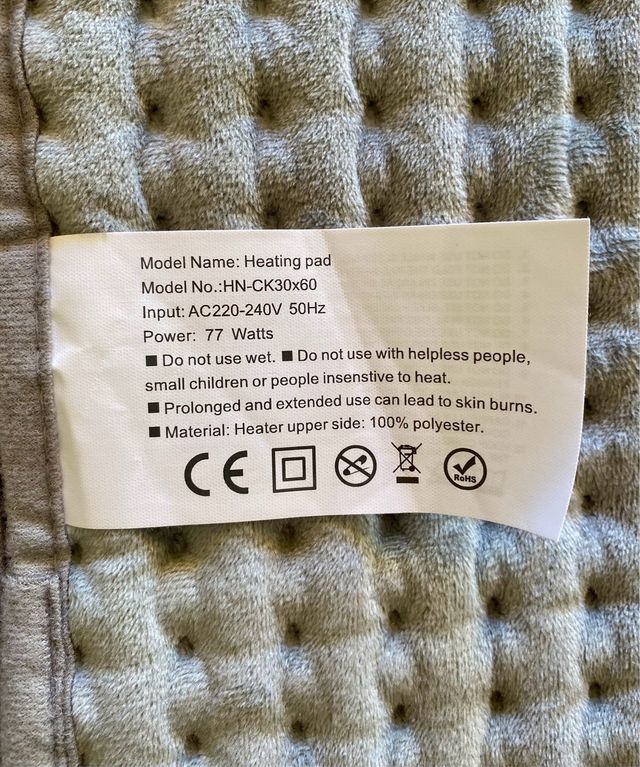 Model Name: Heating pad
Model No.:HN-CK30x60
Input: AC220-240V 50Hz
Power: 77 Watts
■ Do not use wet. ■ Do not use with helpless people,
small children or people insenstive to heat.
■ Prolonged and extended use can lead to skin burns.
■ Material: Heater upper side: 100% polyester.
CE
RoHS